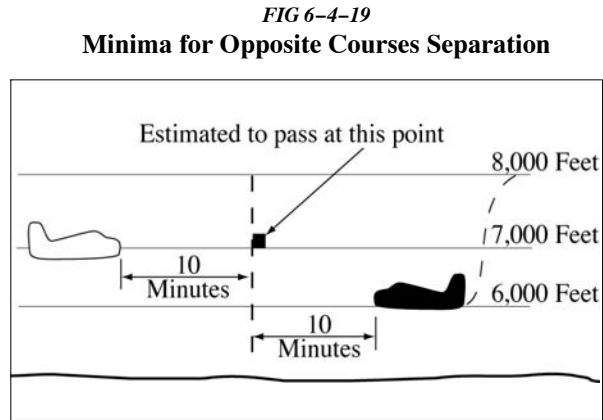 FIG 6–4–19
Minima for Opposite Courses Separation
Estimated to pass at this point
8,000 Feet
7,000 Feet
10
Minutes
6,000 Feet
10
Minutes